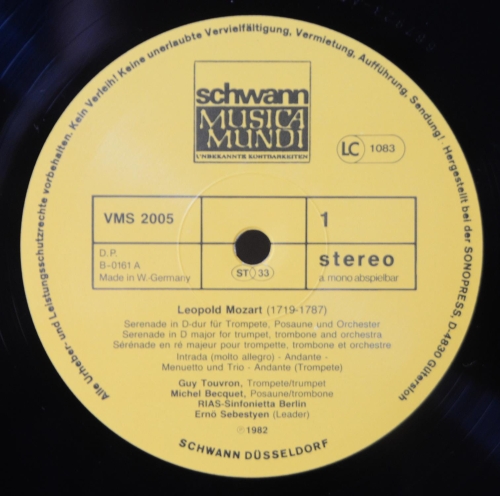 Alle Urheber- und Leistungsschutzrechte vorbehalten. Kein Verleih! Keine unerlaubte Vervielfältigung, Vermietung, Aufführung, Sendung! Hergestellt bei der SONOPRESS, D-4830 Gütersloh
schwann
MUSICA
MUNDI
UNBEKANNTE KOSTBARKEITEN
LC 1083
VMS 2005
1
D.P.
B-0161 A
Made in W.-Germany
ST 33
stereo
a. mono abspielbar
Leopold Mozart (1719-1787)
Serenade in D-dur für Trompete, Posaune und Orchester
Serenade in D major for trumpet, trombone and orchestra
Sérénade en ré majeur pour trompette, trombone et orchestre
Intrada (molto allegro) - Andante -
Menuetto und Trio - Andante (Trompete)
Guy Touvron, Trompete/trumpet
Michel Becquet, Posaune/trombone
RIAS-Sinfonietta Berlin
Ernö Sebestyen (Leader)
℗ 1982
SCHWANN DÜSSELDORF